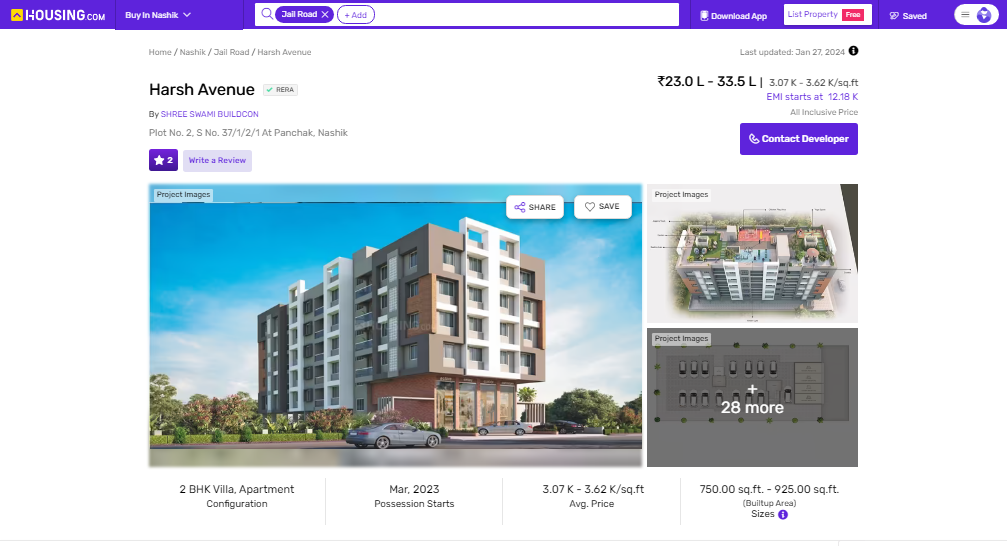 HOUSING.COM
Buy In Nashik
Jail Road
+ Add
Download App
List Property Free
Saved
Home / Nashik / Jail Road / Harsh Avenue
Last updated: Jan 27, 2024
Harsh Avenue
RERA
₹23.0 L - 33.5 L | 3.07 K - 3.62 K/sq.ft
EMI starts at 12.18 K
By SHREE SWAMI BUILDCON
All Inclusive Price
Plot No. 2, S No. 37/1/2/1 At Panchak, Nashik
Contact Developer
2
Write a Review
Project Images
SHARE
SAVE
Project Images
Project Images
+
28 more
2 BHK Villa, Apartment
Configuration
Mar, 2023
Possession Starts
3.07 K - 3.62 K/sq.ft
Avg. Price
750.00 sq.ft. - 925.00 sq.ft.
(Builtup Area)
Sizes